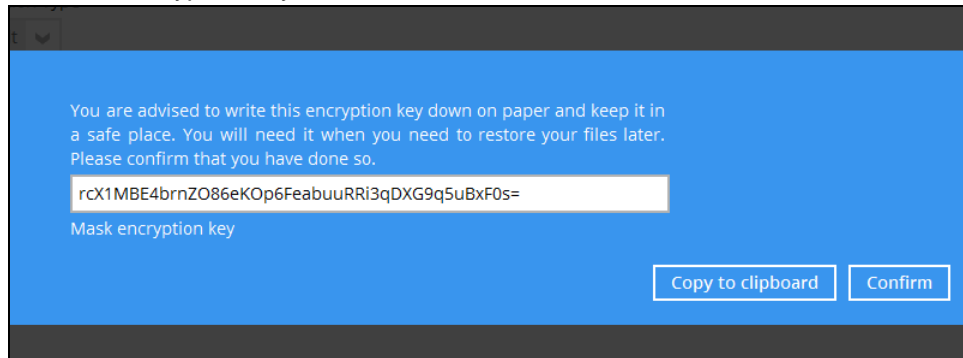 You are advised to write this encryption key down on paper and keep it in
a safe place. You will need it when you need to restore your files later.
Please confirm that you have done so.
rcX1MBE4brnZO86eKOp6FeabuuRRi3qDXG9q5uBxF0s=
Mask encryption key
Copy to clipboard Confirm